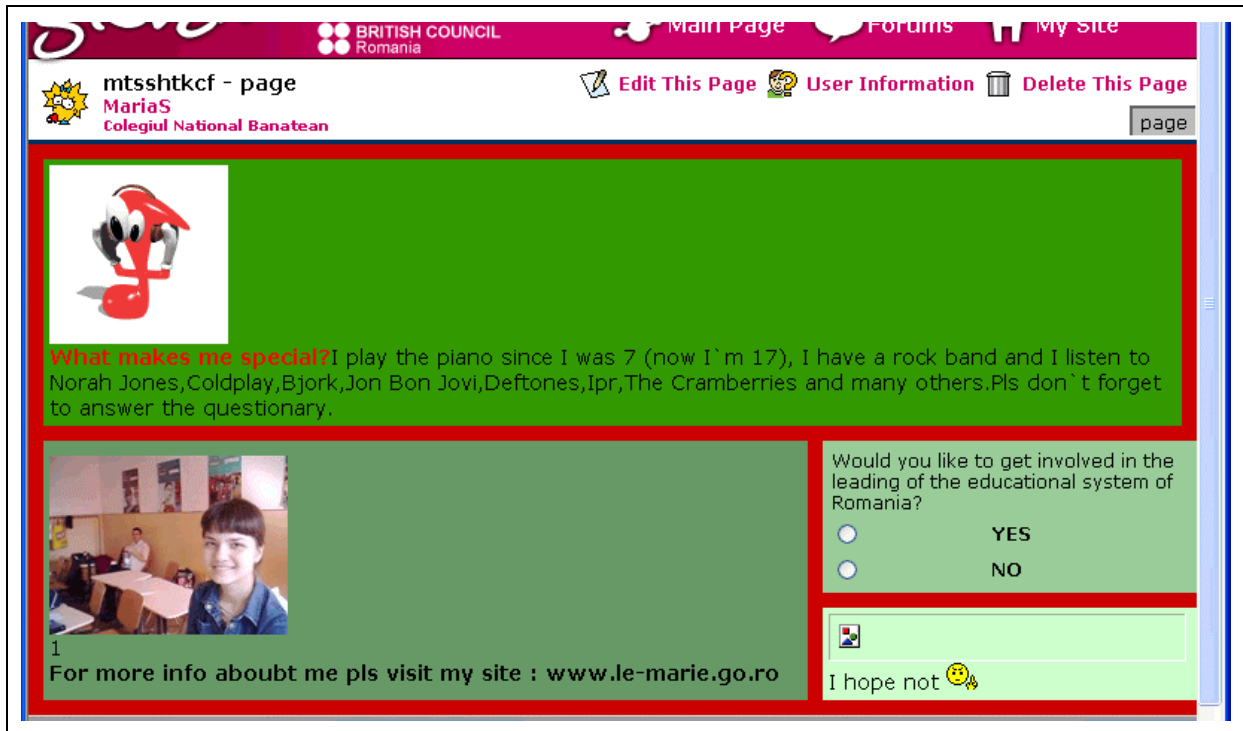 BRITISH COUNCIL
Romania
Main Page
Forums
My Site
mtsshtkcf - page
MariaS
Colegiul National Banatean
Edit This Page
User Information
Delete This Page
page
What makes me special?I play the piano since I was 7 (now I`m 17), I have a rock band and I listen to
Norah Jones,Coldplay,Bjork,Jon Bon Jovi,Deftones,Ipr,The Cramberries and many others.Pls don`t forget
to answer the questionary.
1
For more info aboubt me pls visit my site : www.le-marie.go.ro
Would you like to get involved in the
leading of the educational system of
Romania?
YES
NO
I hope not